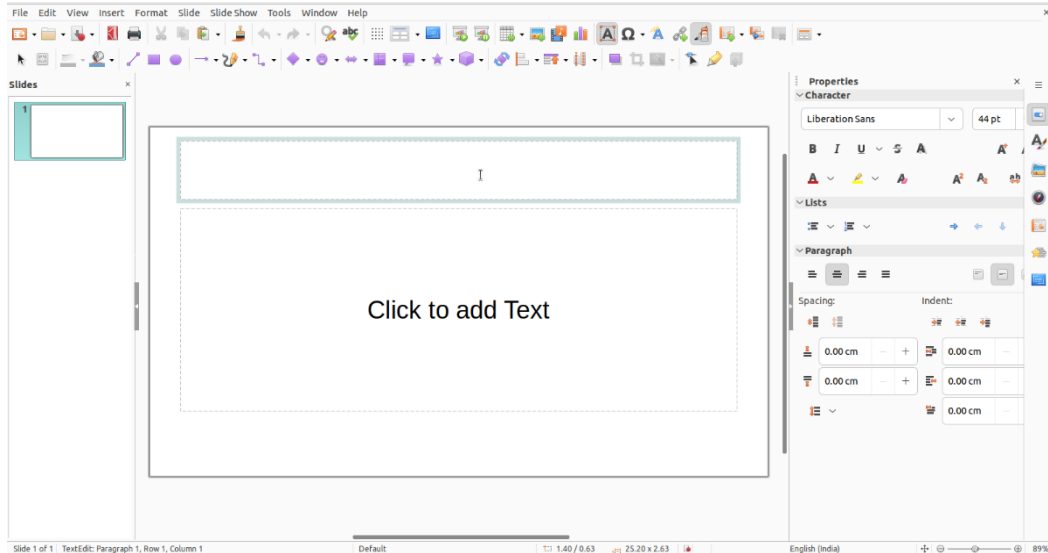 File Edit View Insert Format Slide Slide Show Tools Window Help
Slides
1
Click to add Text
Properties
Character
Liberation Sans 44 pt
Lists
Paragraph
Spacing: Indent:
0.00 cm 0.00 cm
0.00 cm 0.00 cm
0.00 cm
Slide 1 of 1 TextEdit: Paragraph 1, Row 1, Column 1 Default 1.40 / 0.63 25.20 x 2.63 English (India) 89%